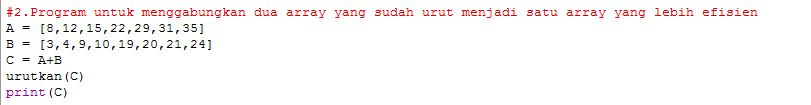 #2.Program untuk menggabungkan dua array yang sudah urut menjadi satu array yang lebih efisien
A = [8,12,15,22,29,31,35]
B = [3,4,9,10,19,20,21,24]
C = A+B
urutkan(C)
print(C)